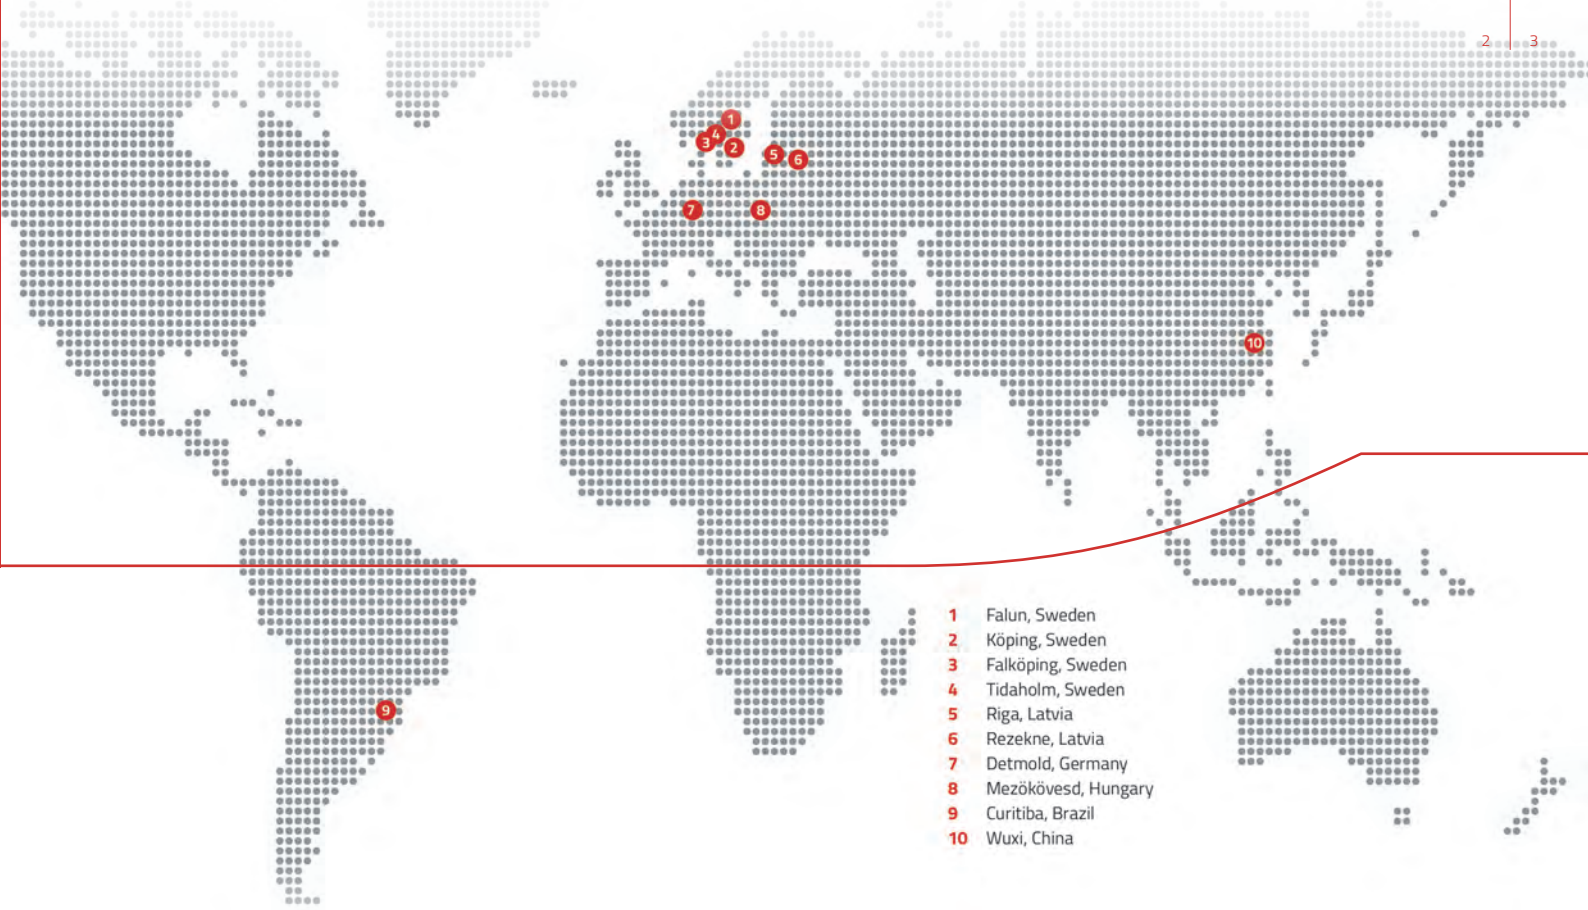 2 3
1
4
3
2
5
6
7
8
10
9
1 Falun, Sweden
2 Köping, Sweden
3 Falköping, Sweden
4 Tidaholm, Sweden
5 Riga, Latvia
6 Rezekne, Latvia
7 Detmold, Germany
8 Mezökövesd, Hungary
9 Curitiba, Brazil
10 Wuxi, China